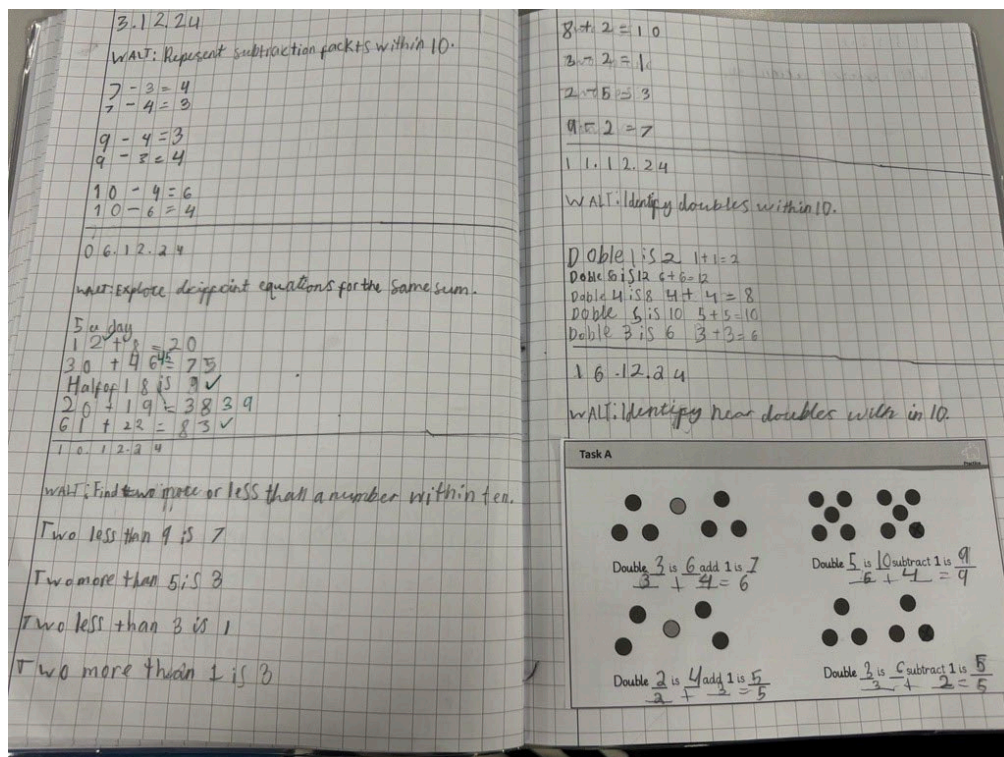 3.12.24
WALT: Repesent subtraction fackts within 10.
7 - 3 = 4
7 - 4 = 3
9 - 4 = 3
9 - 3 = 4
10 - 4 = 6
10 - 6 = 4
06.12.24
WALT: Explote equations for the same sum.
5 a day
12 + 8 = 20
30 + 46 45 = 75
Half of 18 is 9 ✓
20 + 19 = 38 39
61 + 22 = 83 ✓
10.12.24
WALT: Find two more or less than a number within ten.
Two less than 9 is 7
Two more than 5 is 3
Two less than 3 is 1
Two more than 1 is 3
8 + 2 = 10
3 - 2 = 1
2 5 = 3
9 - 2 = 7
11.12.24
WALT: Identify doubles within 10.
Doble 1 is 2 1+1=2
Doble 6 is 12 6+6=12
Doble 4 is 8 4+4=8
Doble 5 is 10 5+5=10
Doble 3 is 6 3+3=6
16.12.24
WALT: Identify near doubles with in 10.
Task A
Practice
Double 3 is 6 add 1 is 7
3 + 4 = 6
Double 5 is 10 subtract 1 is 9
5 + 4 = 9
Double 2 is 4 add 1 is 5
2 + 3 = 5
Double 3 is 6 subtract 1 is 5
3 + 2 = 5